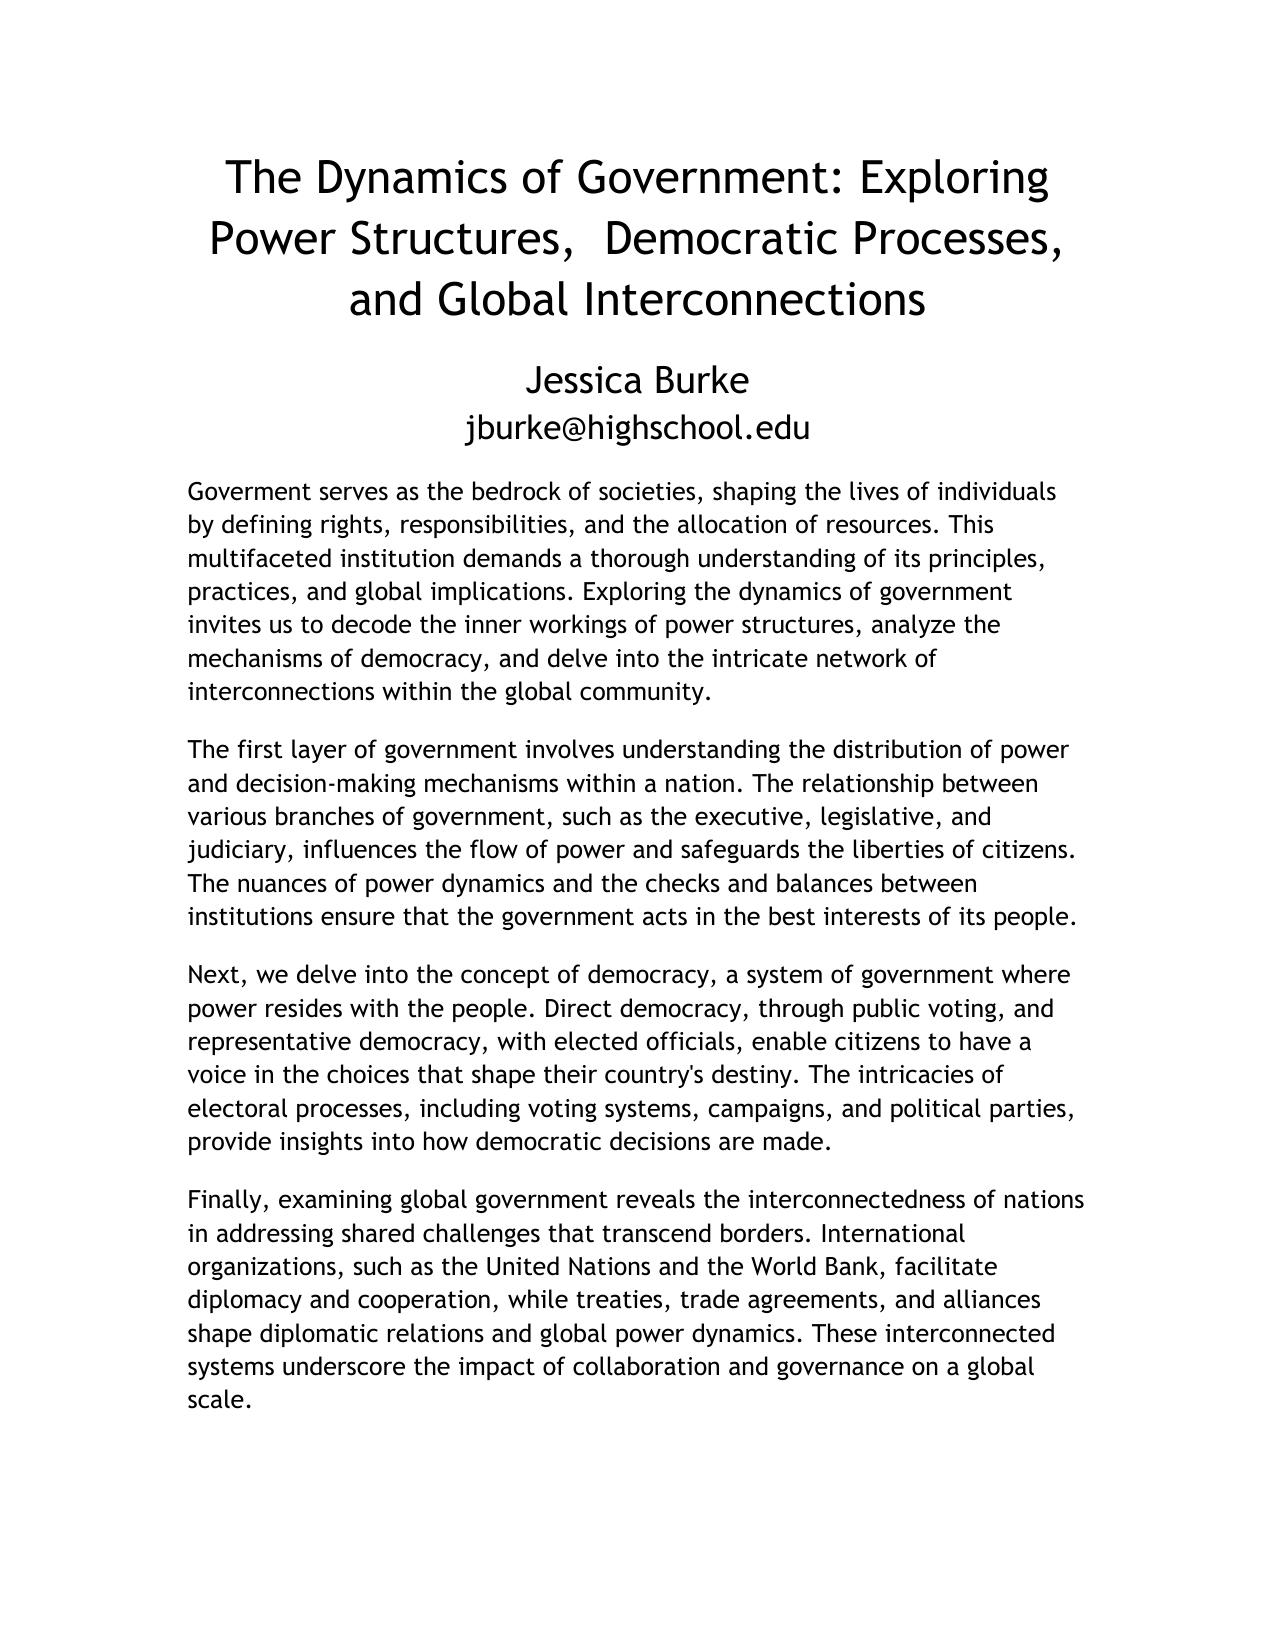 The Dynamics of Government: Exploring
Power Structures,  Democratic Processes,
and Global Interconnections
Jessica Burke
jburke@highschool.edu
Goverment serves as the bedrock of societies, shaping the lives of individuals
by defining rights, responsibilities, and the allocation of resources. This
multifaceted institution demands a thorough understanding of its principles,
practices, and global implications. Exploring the dynamics of government
invites us to decode the inner workings of power structures, analyze the
mechanisms of democracy, and delve into the intricate network of
interconnections within the global community.
The first layer of government involves understanding the distribution of power
and decision-making mechanisms within a nation. The relationship between
various branches of government, such as the executive, legislative, and
judiciary, influences the flow of power and safeguards the liberties of citizens.
The nuances of power dynamics and the checks and balances between
institutions ensure that the government acts in the best interests of its people.
Next, we delve into the concept of democracy, a system of government where
power resides with the people. Direct democracy, through public voting, and
representative democracy, with elected officials, enable citizens to have a
voice in the choices that shape their country's destiny. The intricacies of
electoral processes, including voting systems, campaigns, and political parties,
provide insights into how democratic decisions are made.
Finally, examining global government reveals the interconnectedness of nations
in addressing shared challenges that transcend borders. International
organizations, such as the United Nations and the World Bank, facilitate
diplomacy and cooperation, while treaties, trade agreements, and alliances
shape diplomatic relations and global power dynamics. These interconnected
systems underscore the impact of collaboration and governance on a global
scale.